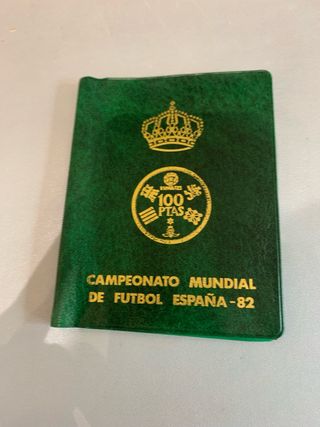 100
PTAS
CAMPEONATO MUNDIAL
DE FUTBOL ESPAÑA-82